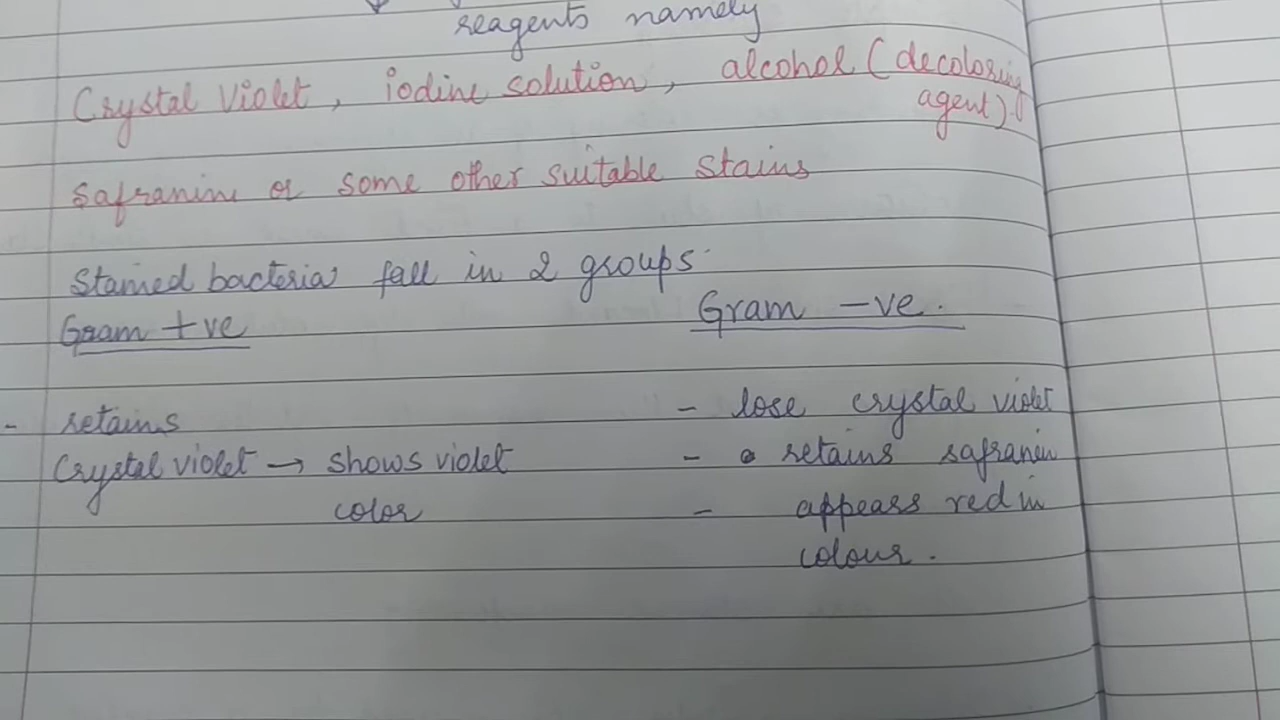 reagents namely
Crystal Violet, iodine solution, alcohol (decoloring
agent).
Safranine or some other suitable stains
Stained bacteria fall in 2 groups.
Gram +ve
Gram -ve.
- retains
Crystal violet → shows violet
color
- lose crystal violet
- retains safranin
- appears red in
colour.